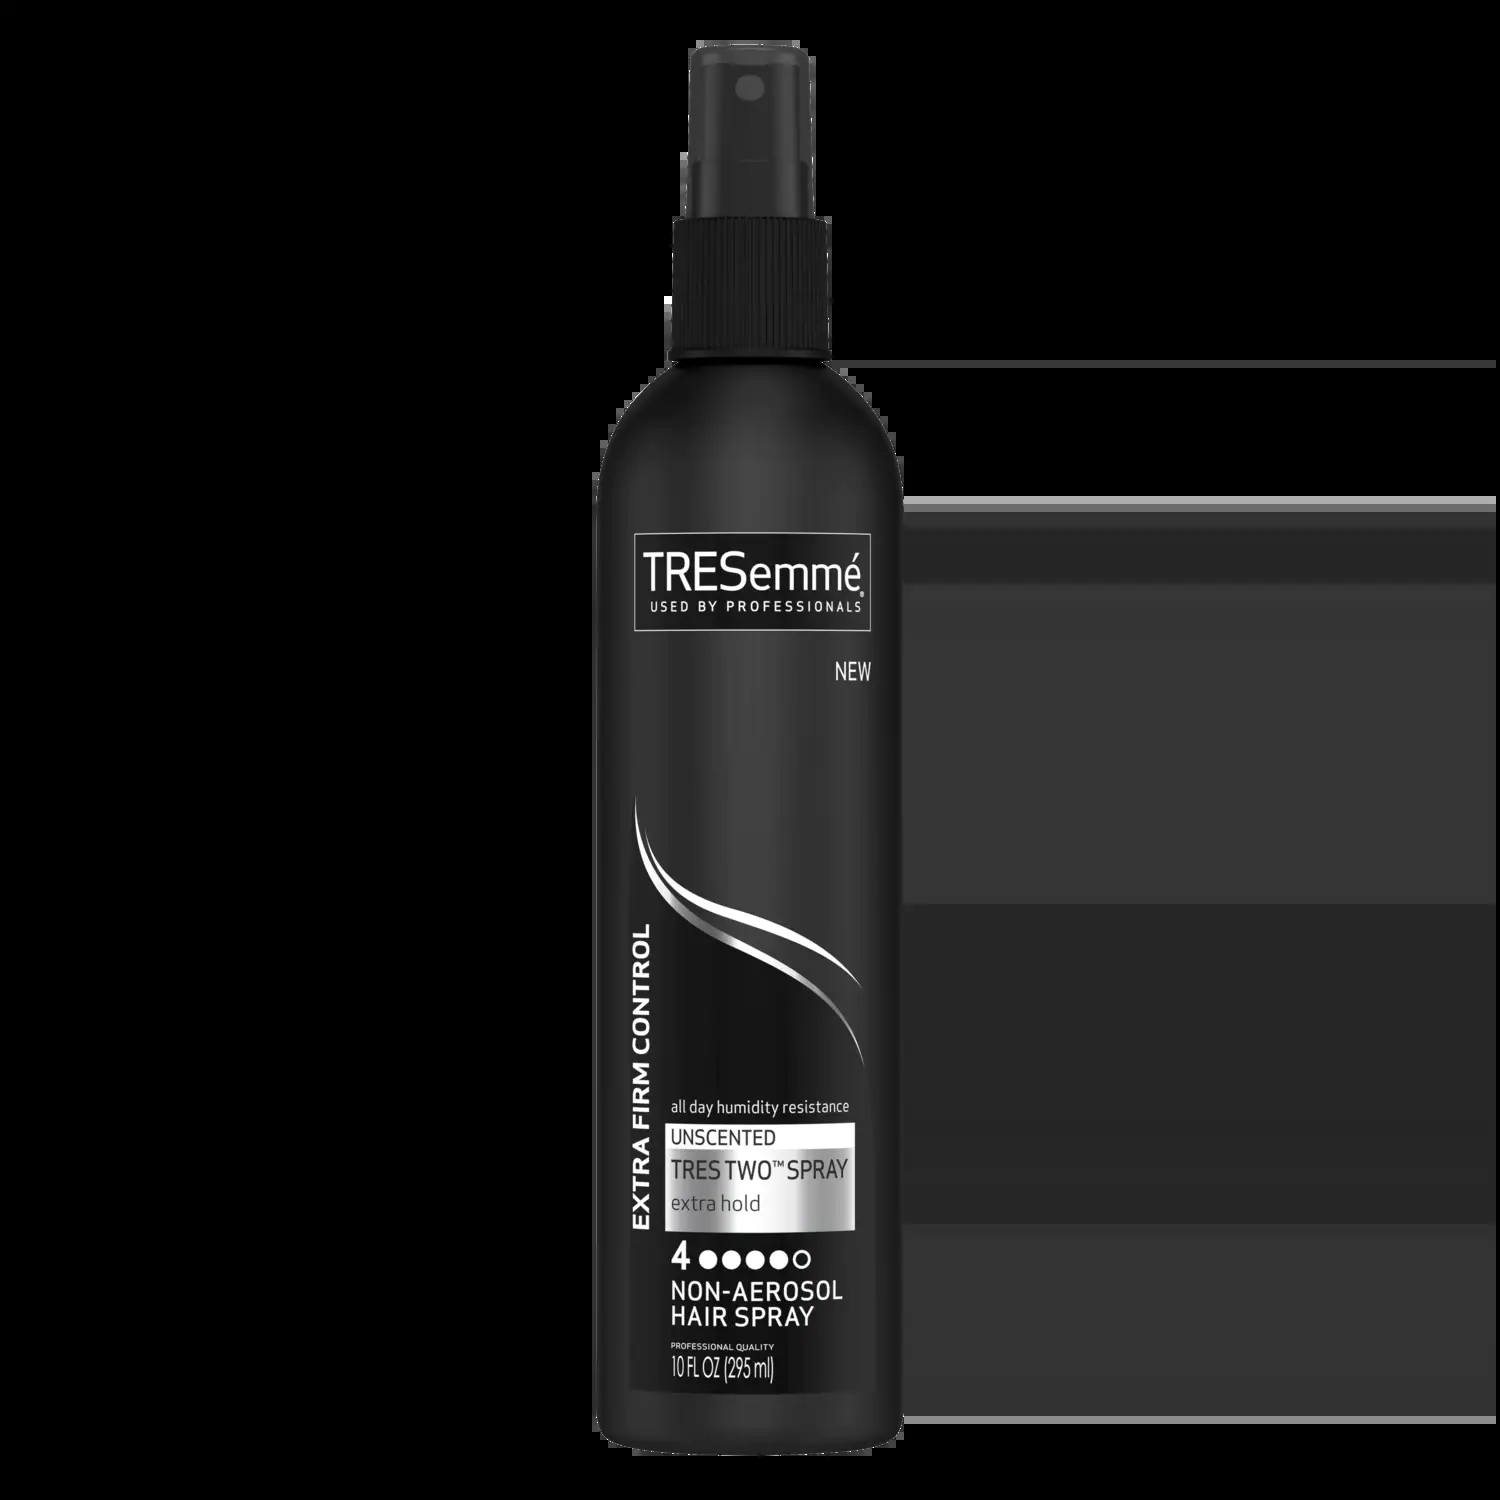 TRESemmé®
USED BY PROFESSIONALS
NEW
EXTRA FIRM CONTROL
all day humidity resistance
UNSCENTED
TRES TWO™ SPRAY
extra hold
4
NON-AEROSOL
HAIR SPRAY
PROFESSIONAL QUALITY
10 FL OZ (295 ml)